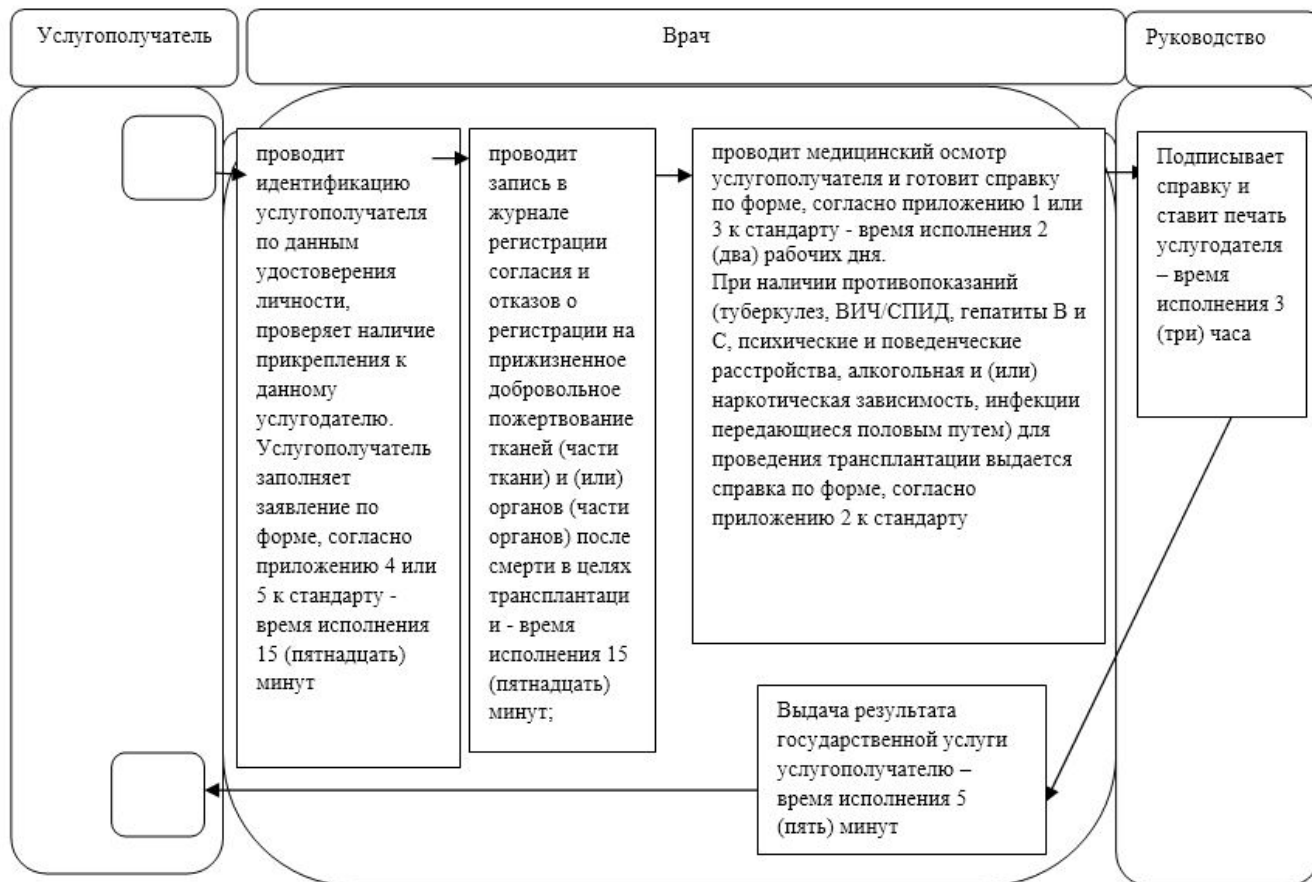 Услугополучатель
Врач
Руководство
проводит
идентификацию
услугополучателя
по данным
удостоверения
личности,
проверяет наличие
прикрепления к
данному
услугодателю.
Услугополучатель
заполняет
заявление по
форме, согласно
приложению 4 или
5 к стандарту -
время исполнения
15 (пятнадцать)
минут
проводит
запись в
журнале
регистрации
согласия и
отказов о
регистрации на
прижизненное
добровольное
пожертвование
тканей (части
ткани) и (или)
органов (части
органов) после
смерти в целях
трансплантаци
и - время
исполнения 15
(пятнадцать)
минут;
проводит медицинский осмотр
услугополучателя и готовит справку
по форме, согласно приложению 1 или
3 к стандарту - время исполнения 2
(два) рабочих дня.
При наличии противопоказаний
(туберкулез, ВИЧ/СПИД, гепатиты В и
С, психические и поведенческие
расстройства, алкогольная и (или)
наркотическая зависимость, инфекции
передающиеся половым путем) для
проведения трансплантации выдается
справка по форме, согласно
приложению 2 к стандарту
Подписывает
справку и
ставит печать
услугодателя
– время
исполнения 3
(три) часа
Выдача результата
государственной услуги
услугополучателю –
время исполнения 5
(пять) минут